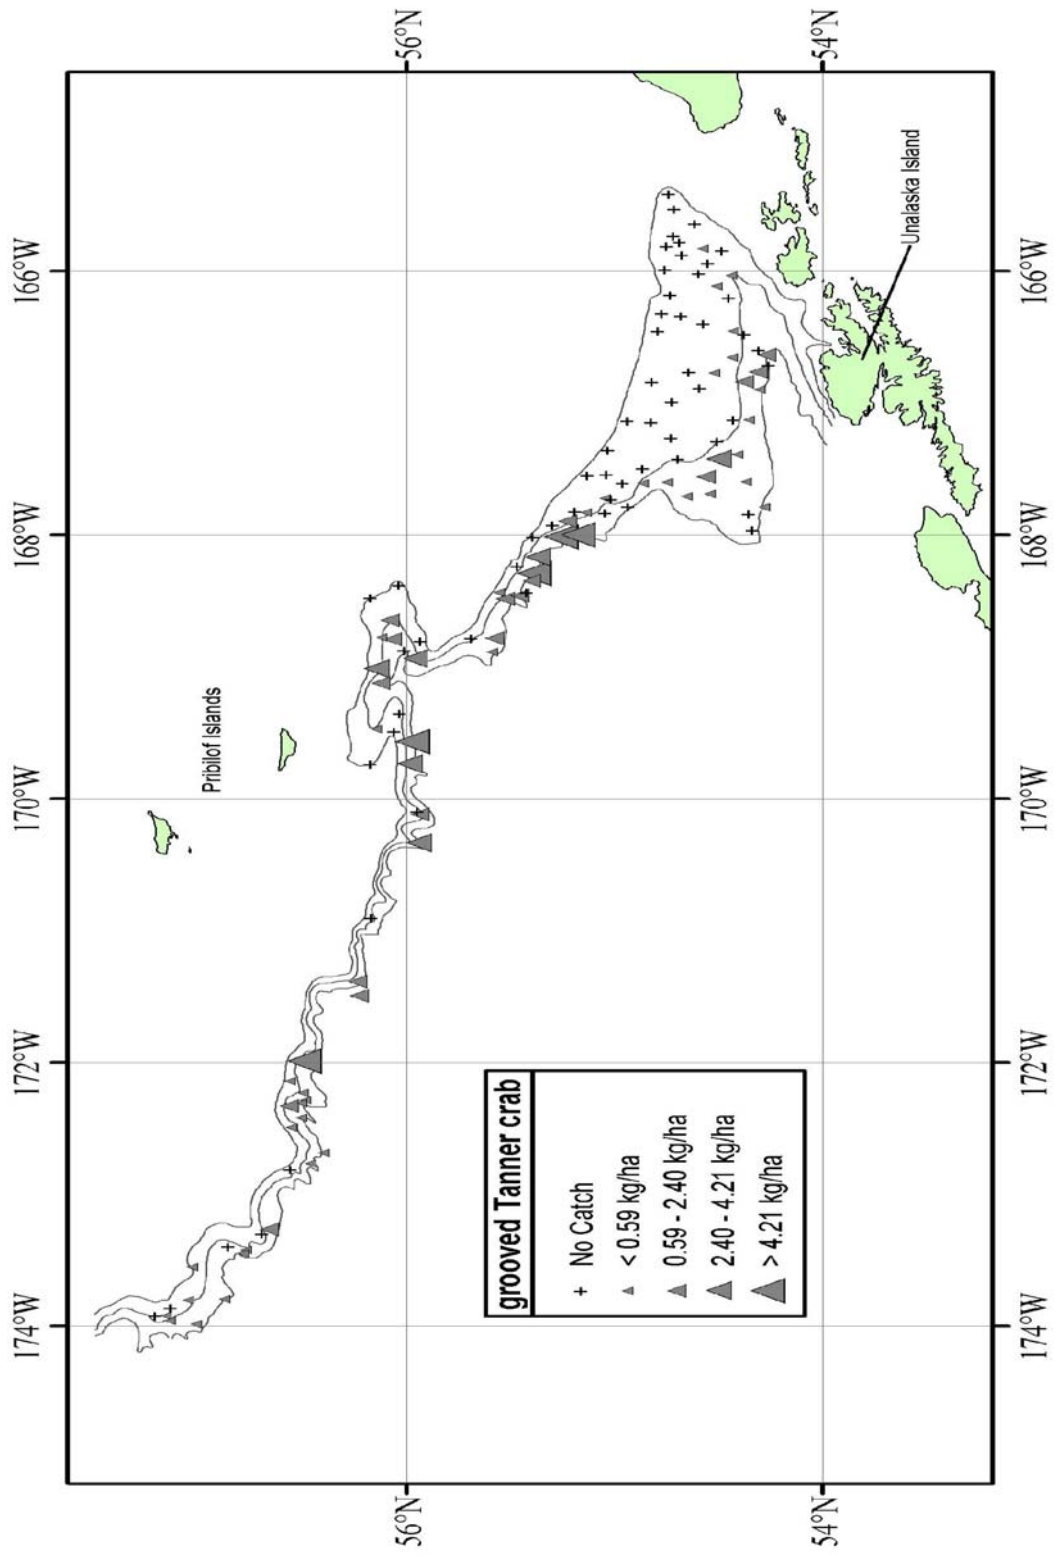 174°W
172°W
170°W
168°W
166°W
56°N
56°N
Pribilof Islands
54°N
54°N
Unalaska Island
grooved Tanner crab
No Catch
< 0.59 kg/ha
0.59 - 2.40 kg/ha
2.40 - 4.21 kg/ha
> 4.21 kg/ha
174°W
172°W
170°W
168°W
166°W